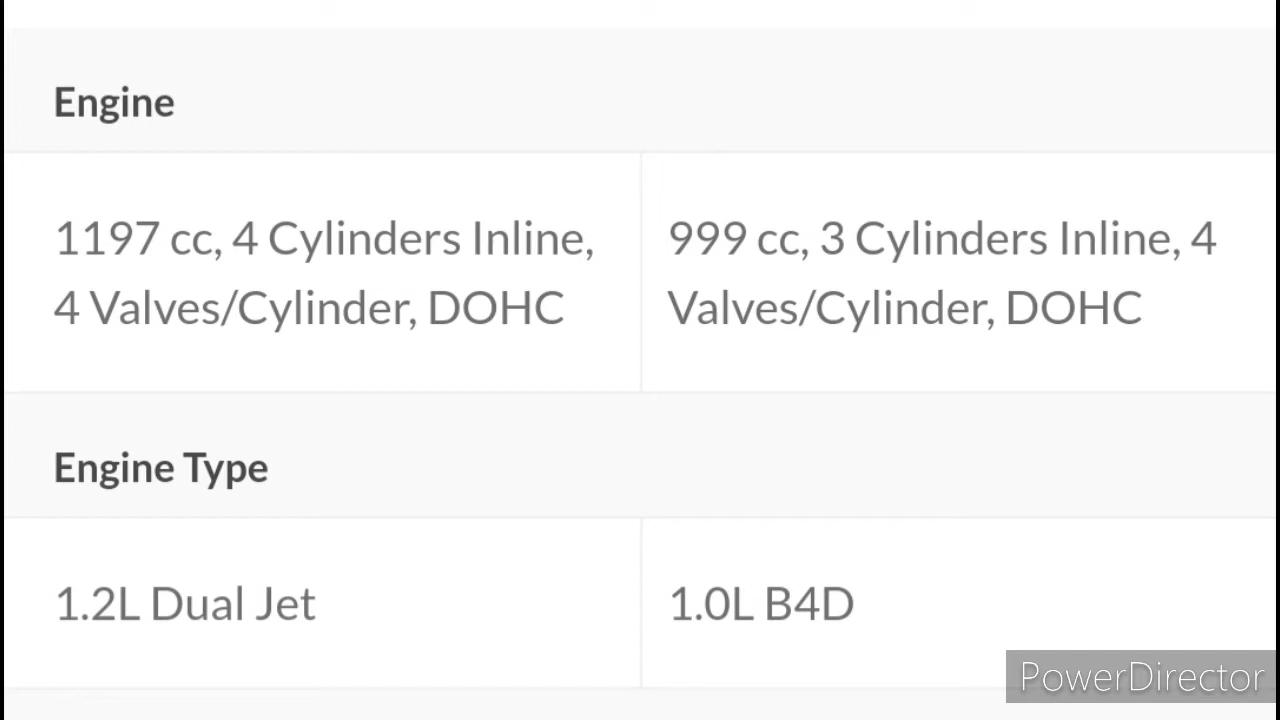 Engine
1197 cc, 4 Cylinders Inline,
4 Valves/Cylinder, DOHC
999 cc, 3 Cylinders Inline, 4
Valves/Cylinder, DOHC
Engine Type
1.2L Dual Jet
1.0L B4D
PowerDirector